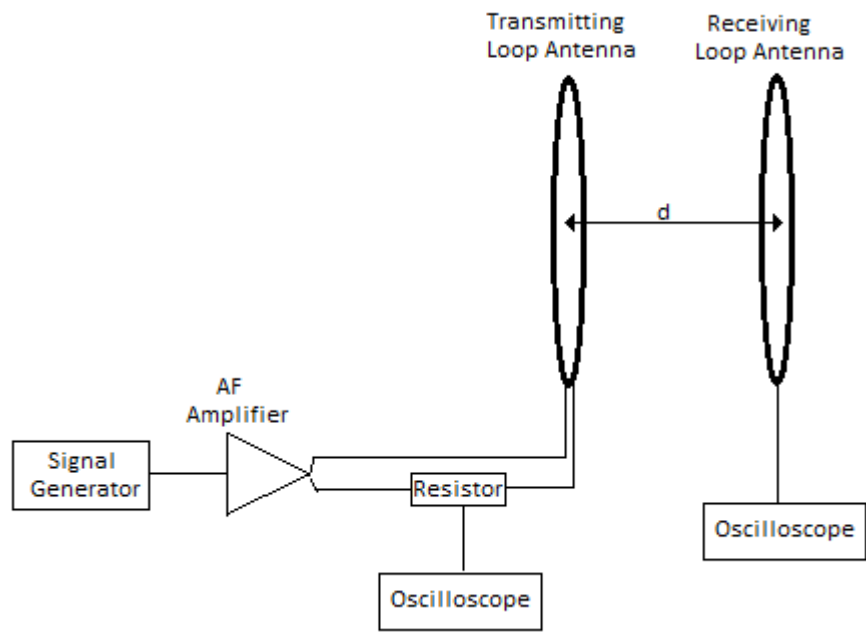 Transmitting
Loop Antenna
Receiving
Loop Antenna
d
AF
Amplifier
Signal
Generator
Resistor
Oscilloscope
Oscilloscope